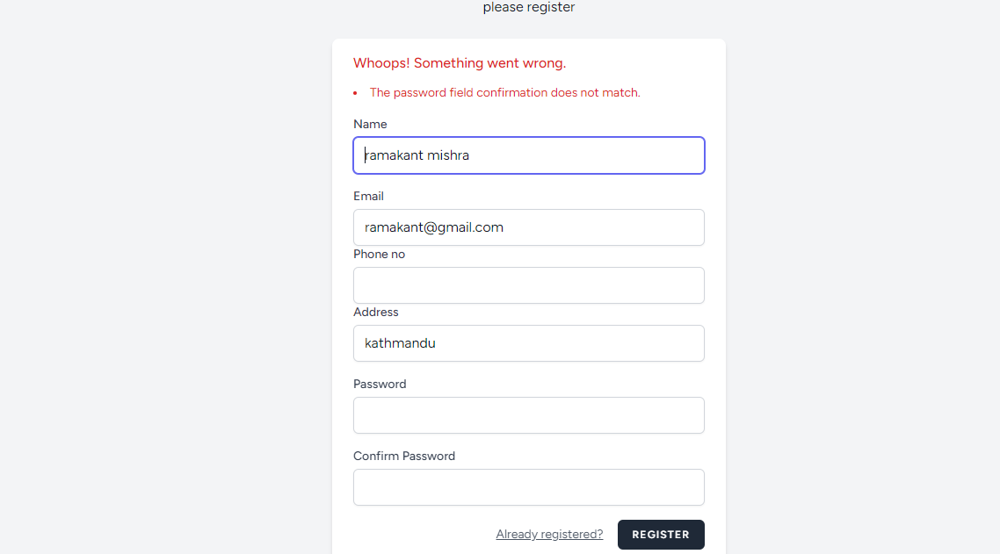 please register
Whoops! Something went wrong.
• The password field confirmation does not match.
Name
ramakant mishra
Email
ramakant@gmail.com
Phone no
Address
kathmandu
Password
Confirm Password
Already registered? REGISTER